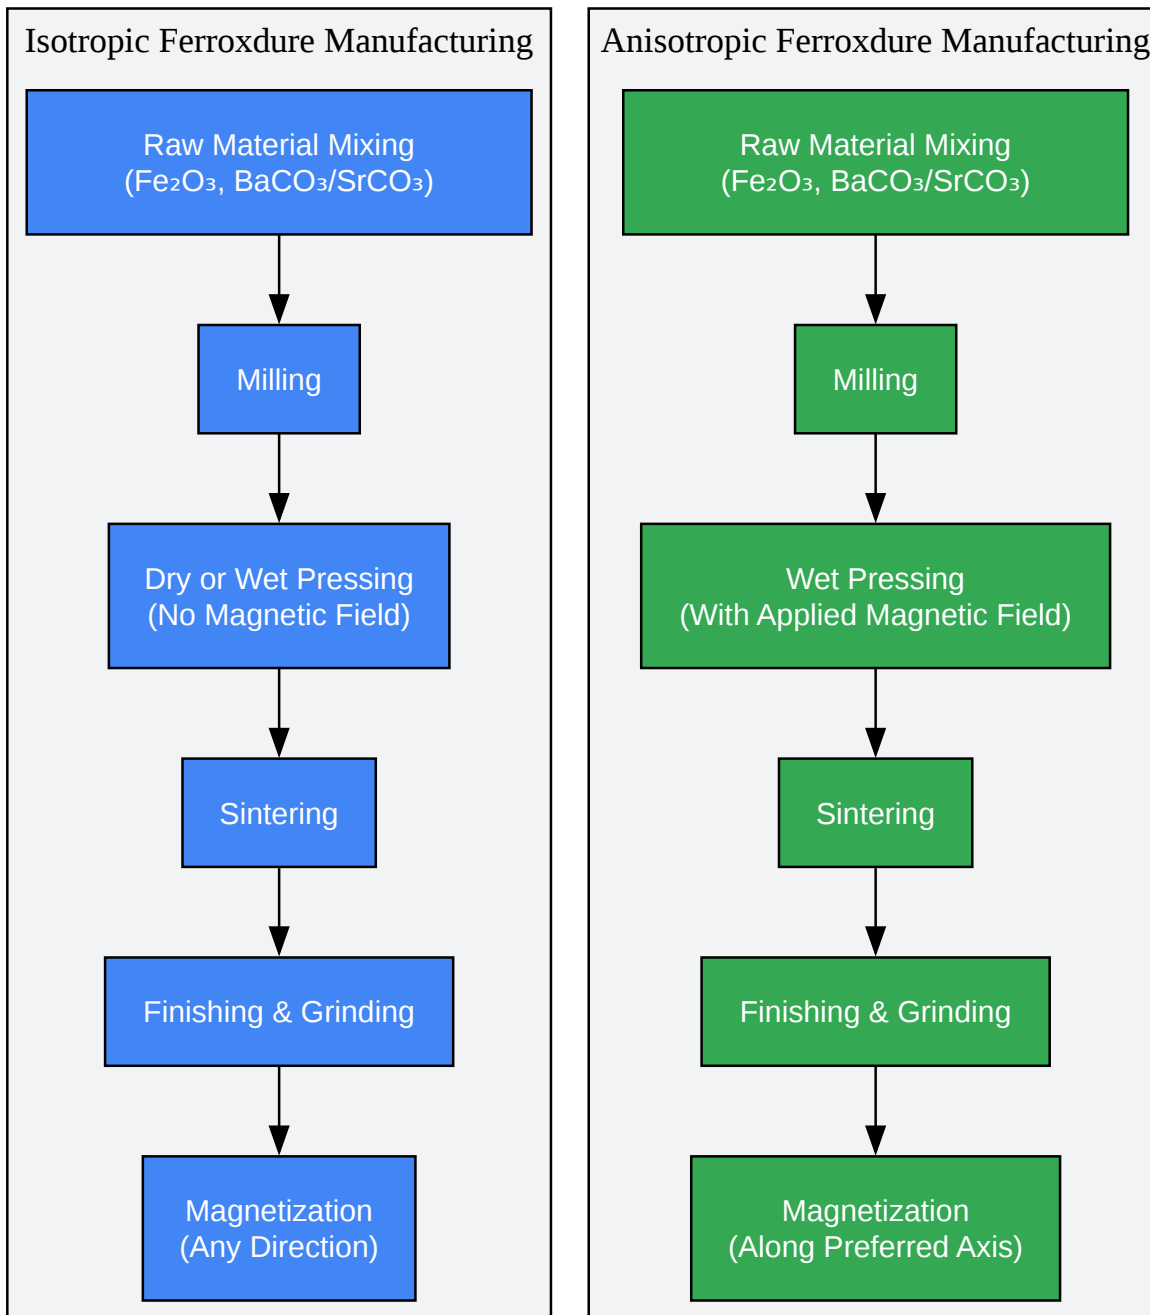 Isotropic Ferroxdure Manufacturing
Raw Material Mixing
(Fe₂O₃, BaCO₃/SrCO₃)
Milling
Dry or Wet Pressing
(No Magnetic Field)
Sintering
Finishing & Grinding
Magnetization
(Any Direction)
Anisotropic Ferroxdure Manufacturing
Raw Material Mixing
(Fe₂O₃, BaCO₃/SrCO₃)
Milling
Wet Pressing
(With Applied Magnetic Field)
Sintering
Finishing & Grinding
Magnetization
(Along Preferred Axis)